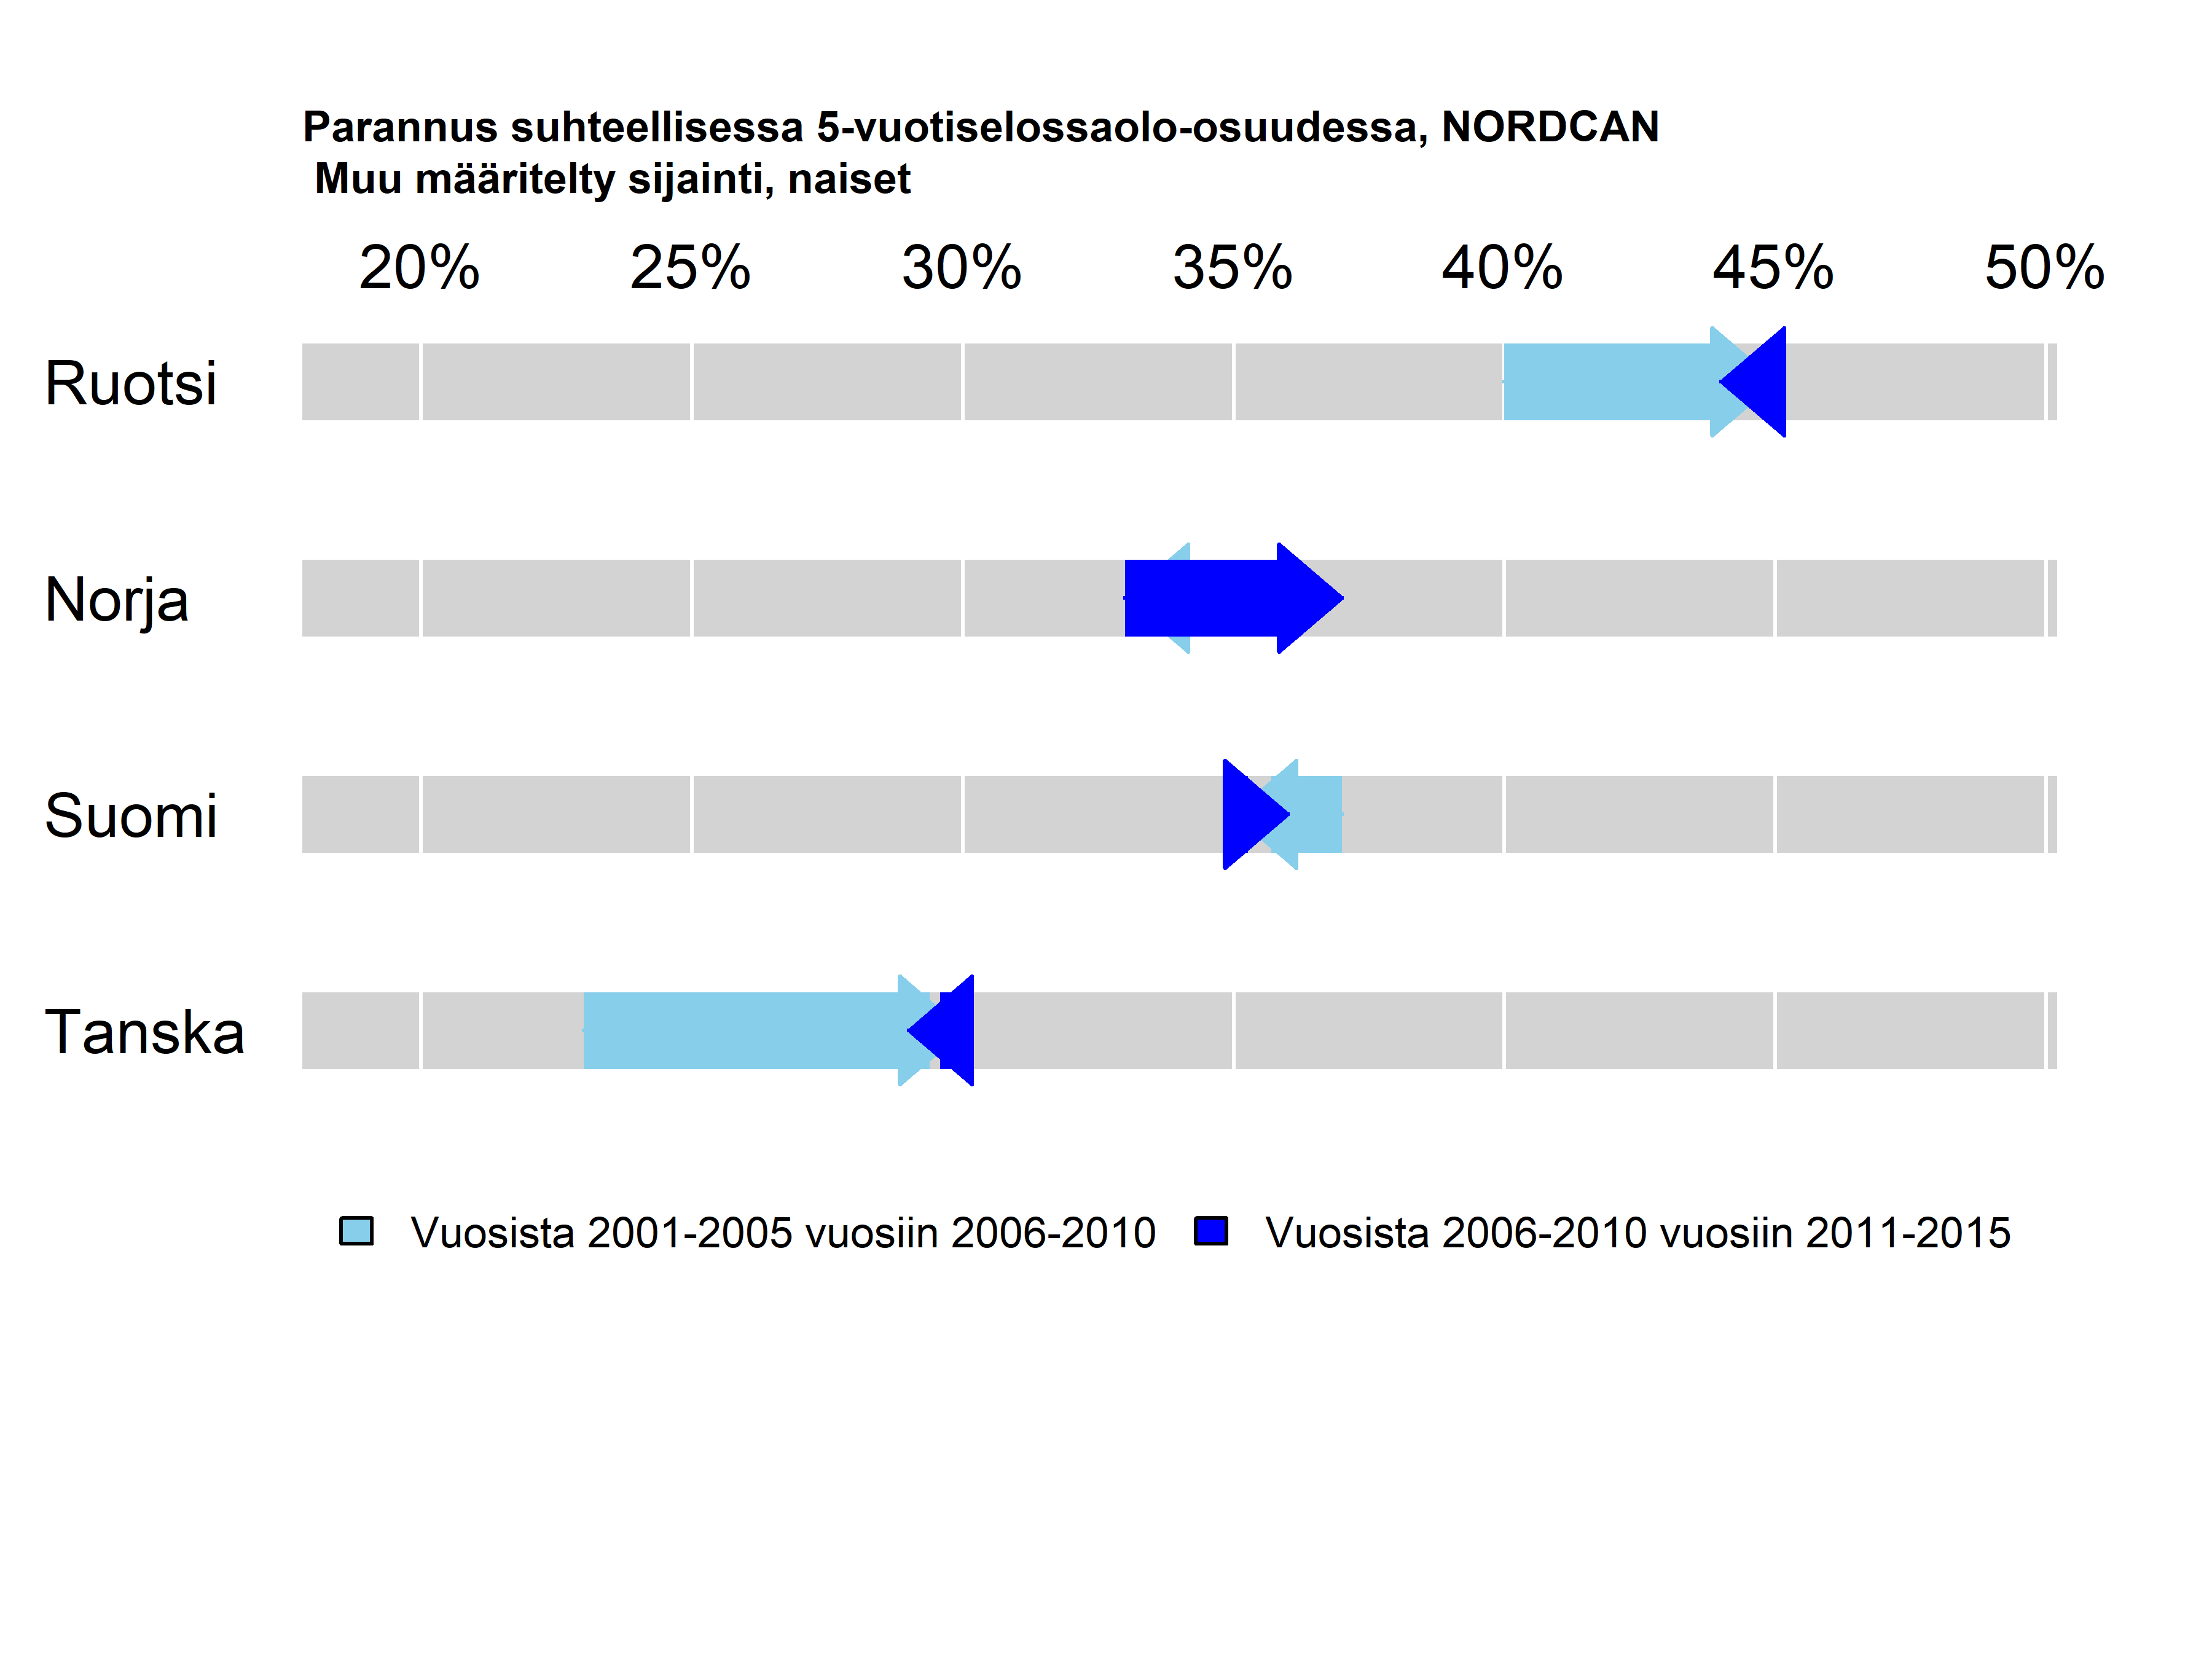 Parannus suhteellisessa 5-vuotiselossaolo-osuudessa, NORDCAN
Muu määritelty sijainti, naiset
20% 25% 30% 35% 40% 45% 50%
Ruotsi
Norja
Suomi
Tanska
Vuosista 2001-2005 vuosiin 2006-2010 Vuosista 2006-2010 vuosiin 2011-2015